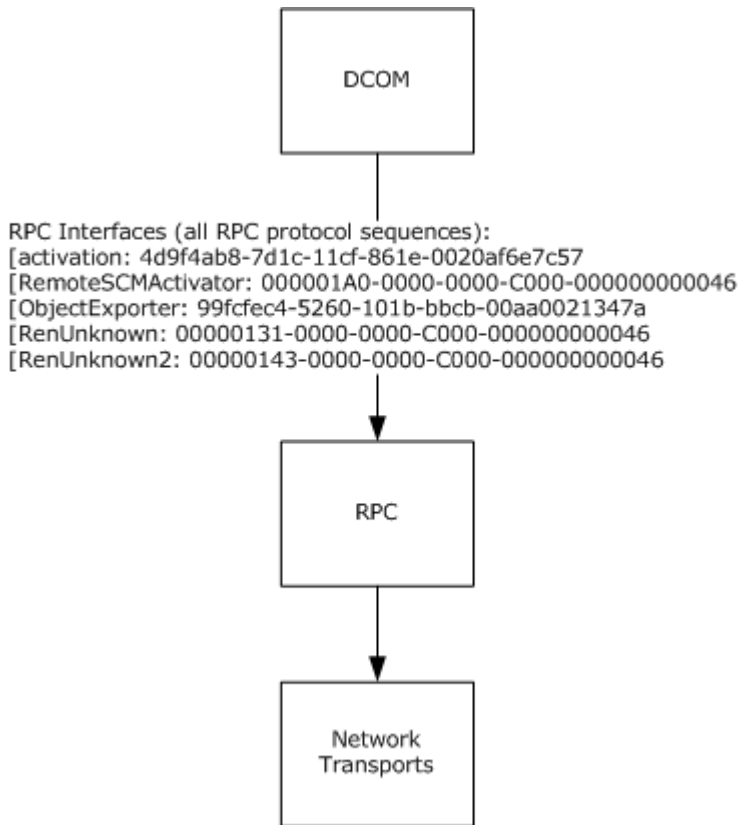 DCOM
RPC Interfaces (all RPC protocol sequences):
[activation: 4d9f4ab8-7d1c-11cf-861e-0020af6e7c57
[RemoteSCMActivator: 000001A0-0000-0000-C000-000000000046
[ObjectExporter: 99fcfec4-5260-101b-bbcb-00aa0021347a
[RenUnknown: 00000131-0000-0000-C000-000000000046
[RenUnknown2: 00000143-0000-0000-C000-000000000046
RPC
Network
Transports